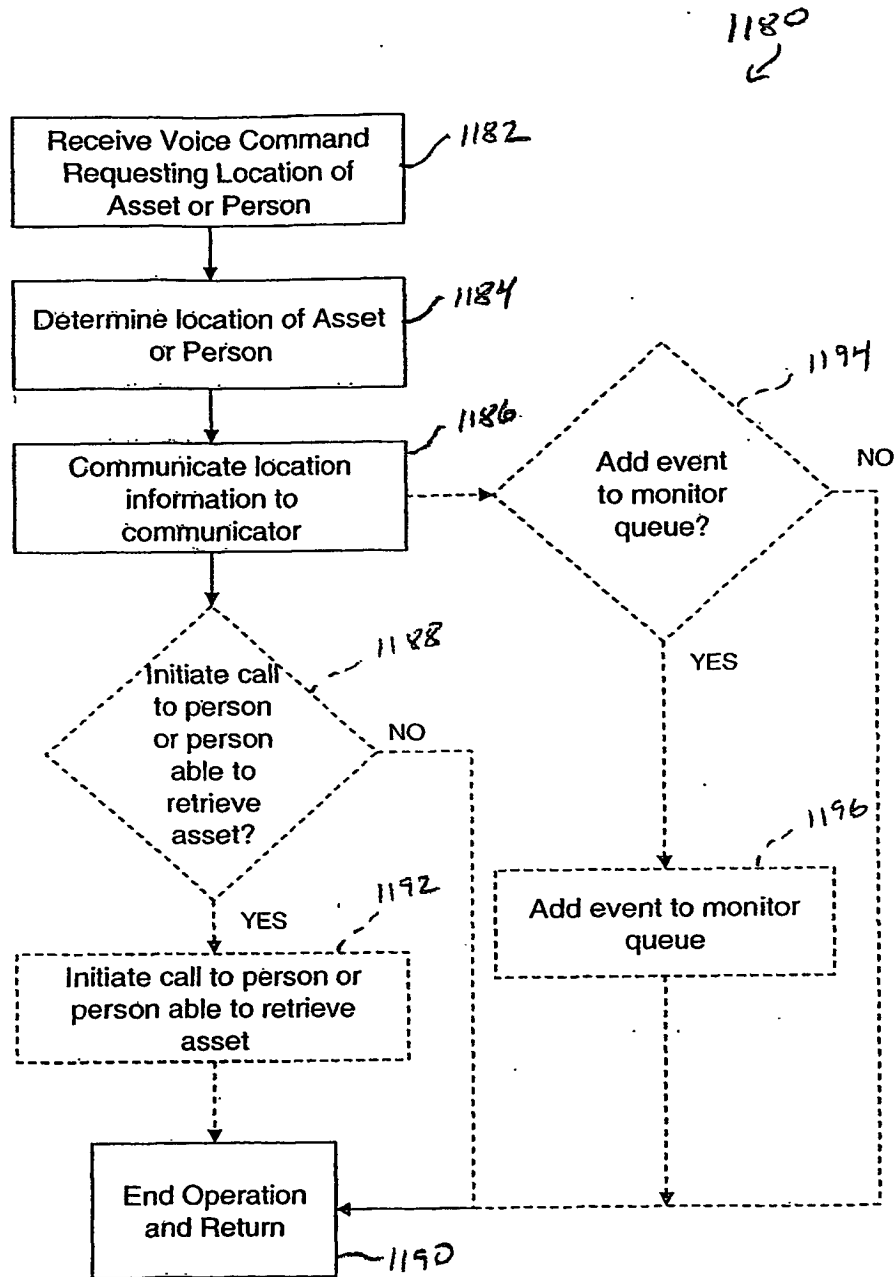 1180
Receive Voice Command
Requesting Location of
Asset or Person
1182
Determine location of Asset
or Person
1184
Communicate location
information to
communicator
1186
Add event
to monitor
queue?
1194
NO
YES
Initiate call
to person
or person
able to
retrieve
asset?
1188
NO
YES
Add event to monitor
queue
1196
Initiate call to person or
person able to retrieve
asset
1192
End Operation
and Return
1190